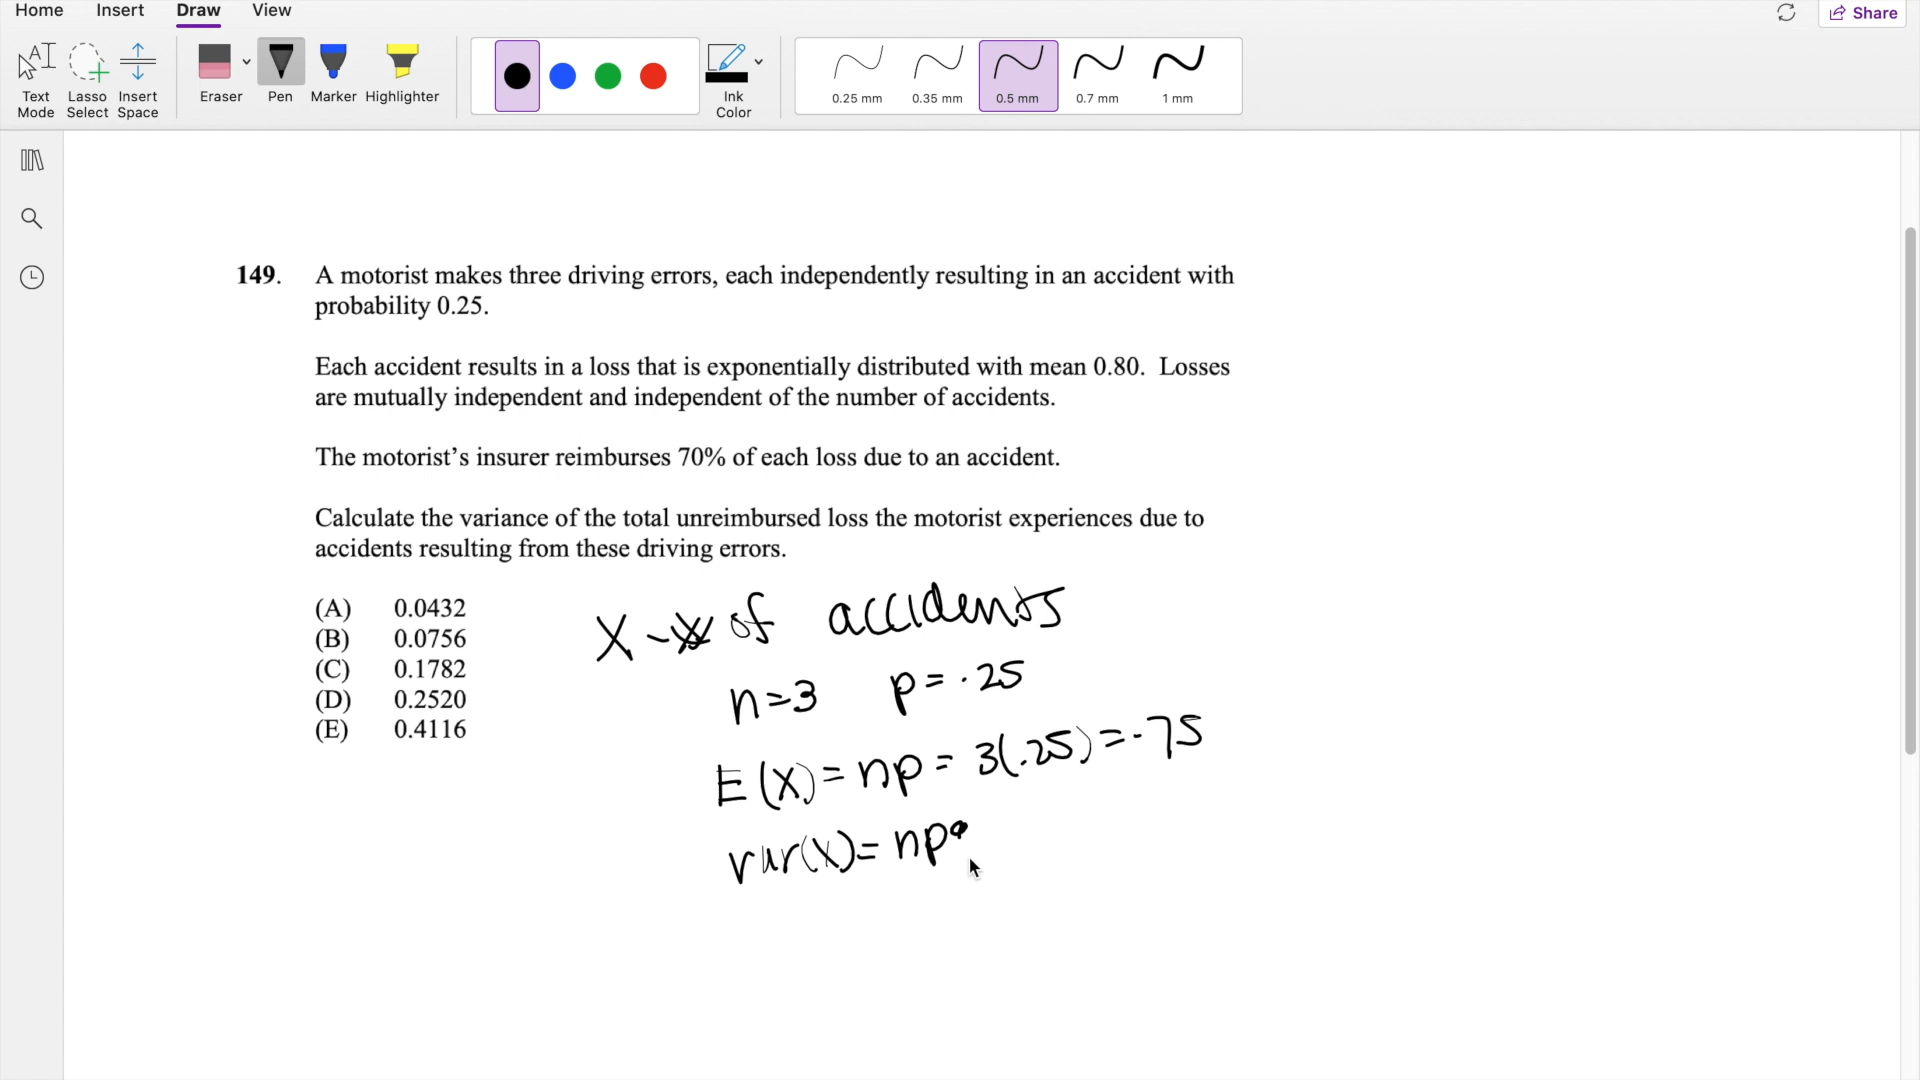 Home Insert Draw View Share
Text Mode Lasso Select Insert Space Eraser Pen Marker Highlighter Ink Color 0.25 mm 0.35 mm 0.5 mm 0.7 mm 1 mm
149. A motorist makes three driving errors, each independently resulting in an accident with
probability 0.25.
Each accident results in a loss that is exponentially distributed with mean 0.80. Losses
are mutually independent and independent of the number of accidents.
The motorist’s insurer reimburses 70% of each loss due to an accident.
Calculate the variance of the total unreimbursed loss the motorist experiences due to
accidents resulting from these driving errors.
(A) 0.0432
(B) 0.0756
(C) 0.1782
(D) 0.2520
(E) 0.4116
X - # of accidents
n=3 p=.25
E(X)=np=3(.25)=.75
var(X)=np